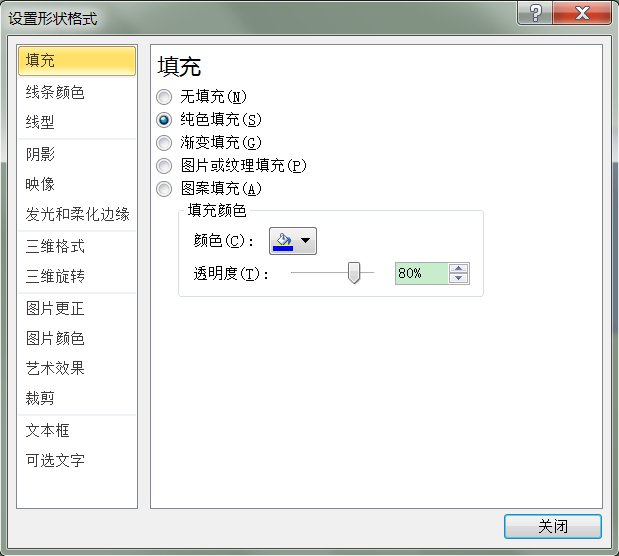 设置形状格式
填充
线条颜色
线型
阴影
映像
发光和柔化边缘
三维格式
三维旋转
图片更正
图片颜色
艺术效果
裁剪
文本框
可选文字
填充
无填充(N)
纯色填充(S)
渐变填充(G)
图片或纹理填充(P)
图案填充(A)
填充颜色
颜色(C):
透明度(T): 80%
关闭